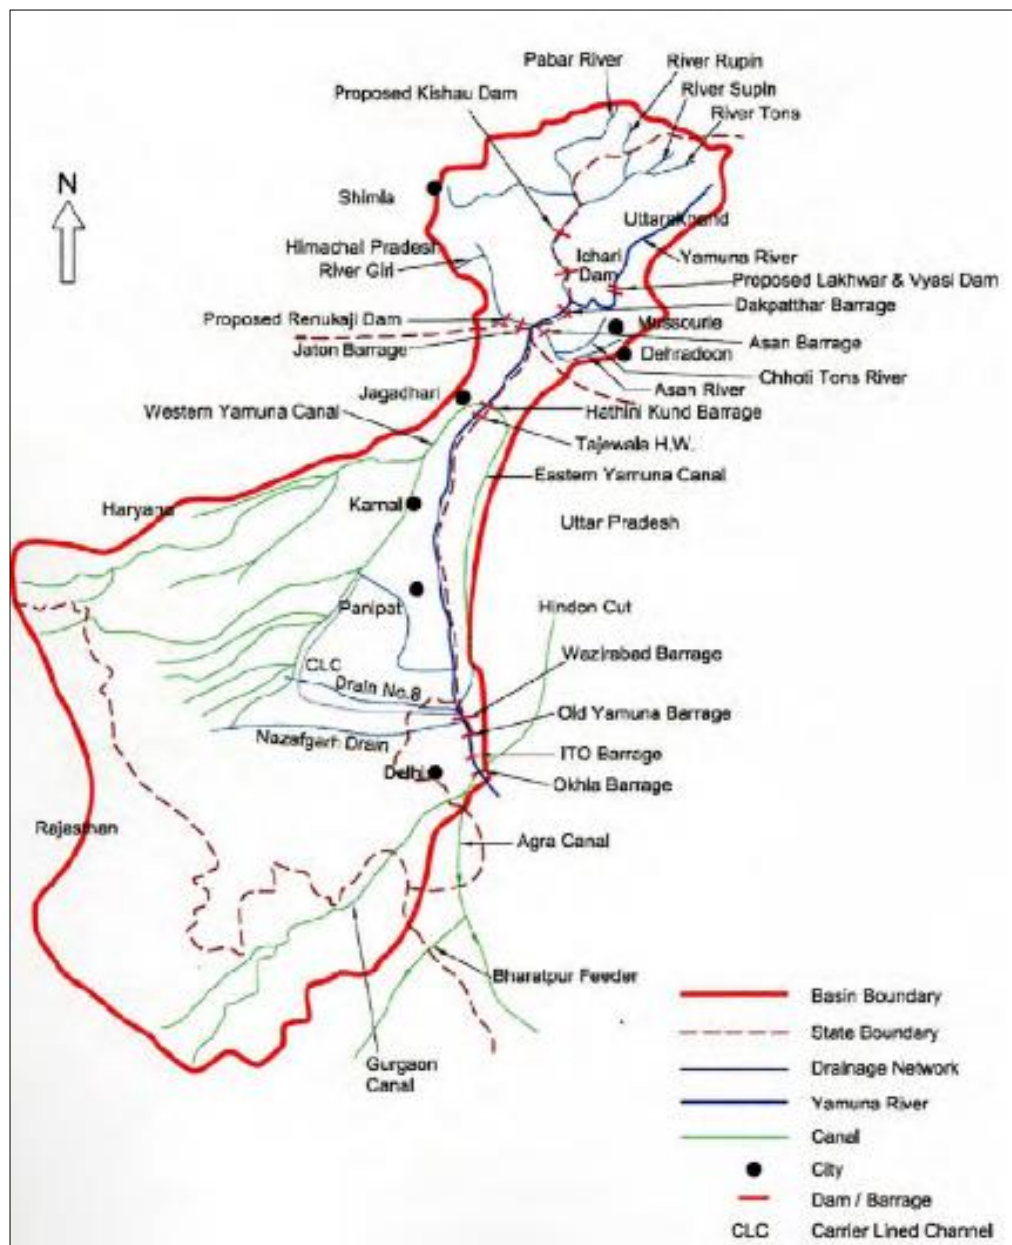 Pabar River
River Rupin
River Supin
Proposed Kishau Dam
River Tons
N
Shimla
Uttarakhand
Himachal Pradesh
River Giri
Ichari
Dam
Yamuna River
Proposed Lakhwar & Vyasi Dam
Dakpatthar Barrage
Proposed Renukaji Dam
Mussourie
Asan Barrage
Jaton Barrage
Dehradoon
Chhoti Tons River
Asan River
Jagadhari
Western Yamuna Canal
Hathini Kund Barrage
Tajewala H.W.
Eastern Yamuna Canal
Karnal
Haryana
Uttar Pradesh
Panipat
Hindon Cut
Wazirabad Barrage
CLC
Drain No.8
Old Yamuna Barrage
Nazafgarh Drain
ITO Barrage
Delhi
Okhla Barrage
Rajasthan
Agra Canal
Bharatpur Feeder
Gurgaon
Canal
Basin Boundary
State Boundary
Drainage Network
Yamuna River
Canal
City
Dam / Barrage
CLC Carrier Lined Channel